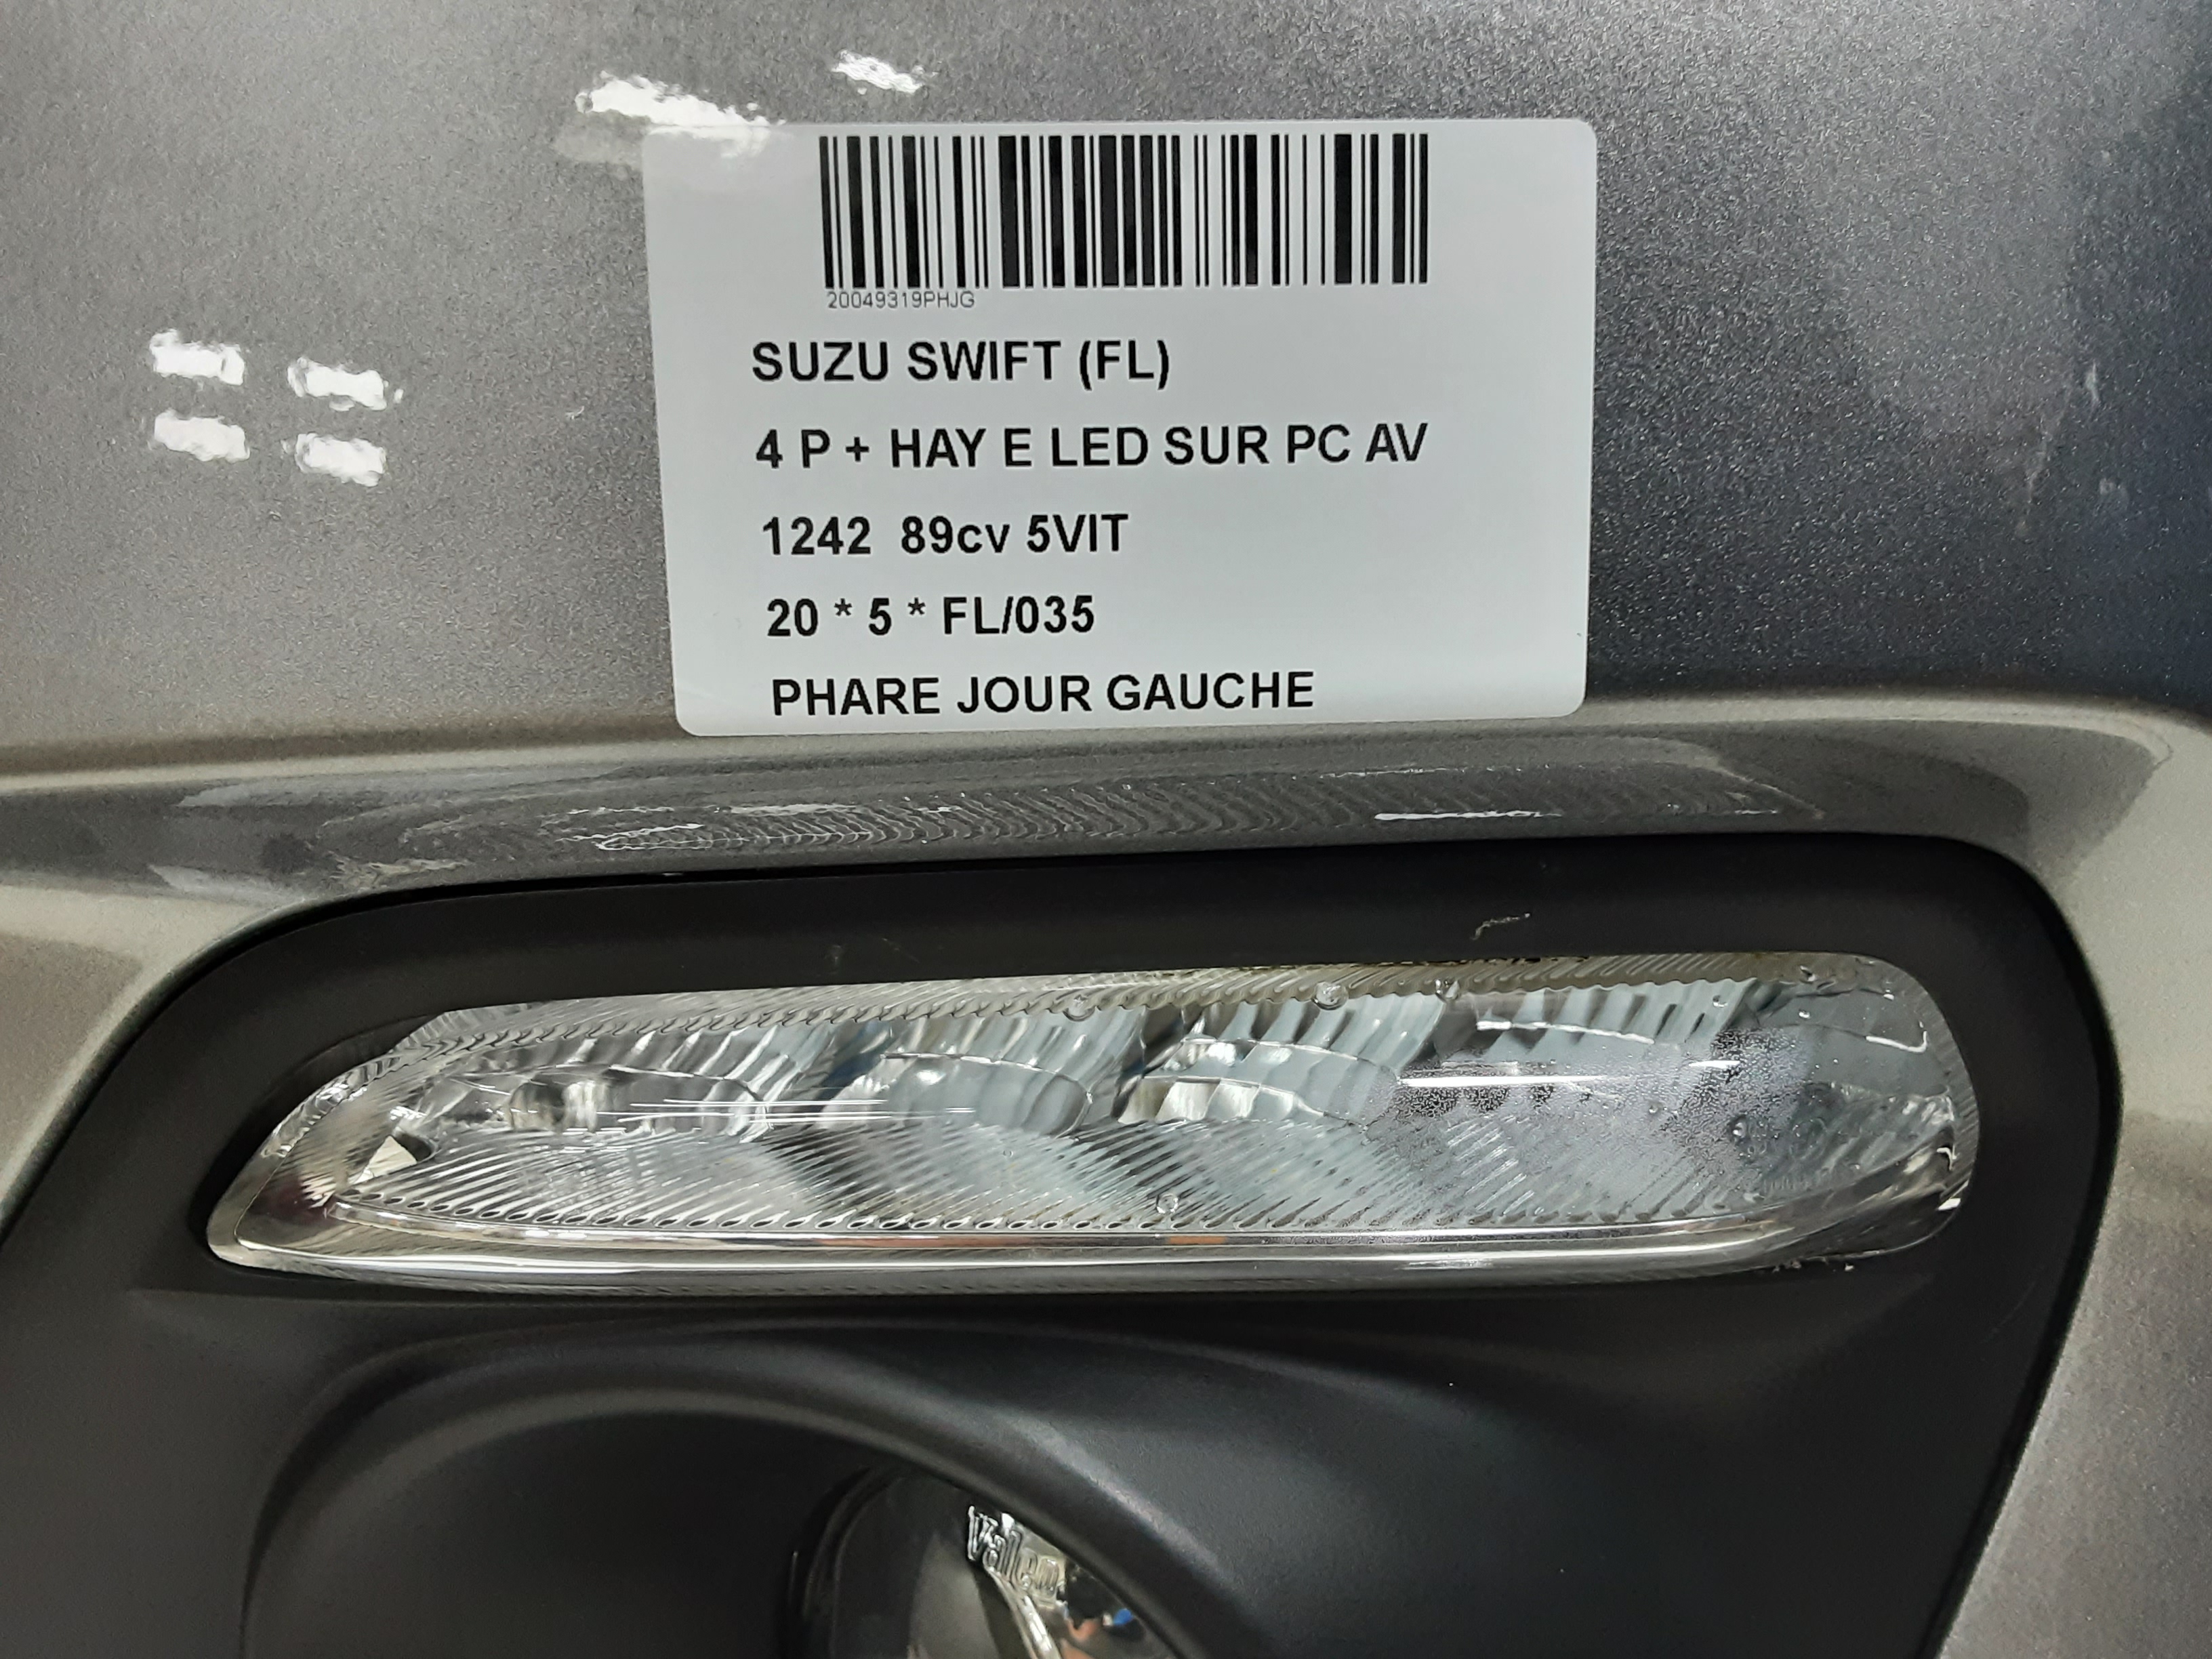 20049319PHJG
SUZU SWIFT (FL)
4 P + HAY E LED SUR PC AV
1242 89cv 5VIT
20 * 5 * FL/035
PHARE JOUR GAUCHE
Valeo